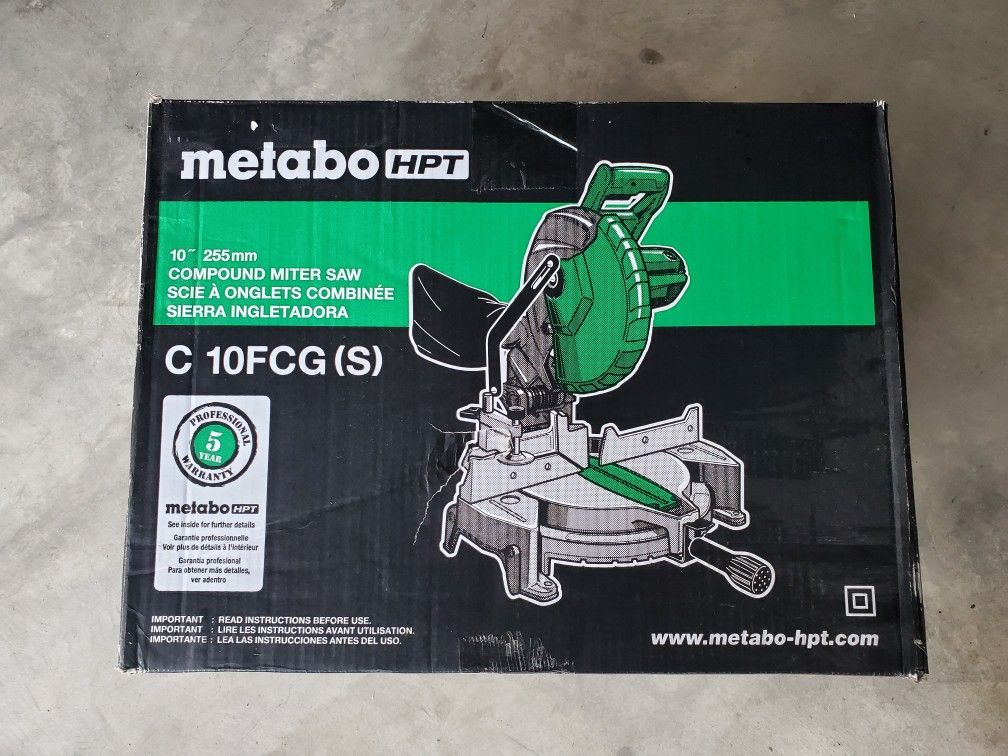 metabo HPT
10″ 255mm
COMPOUND MITER SAW
SCIE À ONGLETS COMBINÉE
SIERRA INGLETADORA
C 10FCG (S)
PROFESSIONAL
5
YEAR
WARRANTY
metabo HPT
See inside for further details
Garantie professionnelle
Voir plus de détails à l'intérieur
Garantía profesional
Para obtener más detalles,
ver adentro
IMPORTANT : READ INSTRUCTIONS BEFORE USE.
IMPORTANT : LIRE LES INSTRUCTIONS AVANT UTILISATION.
IMPORTANTE : LEA LAS INSTRUCCIONES ANTES DEL USO.
www.metabo-hpt.com